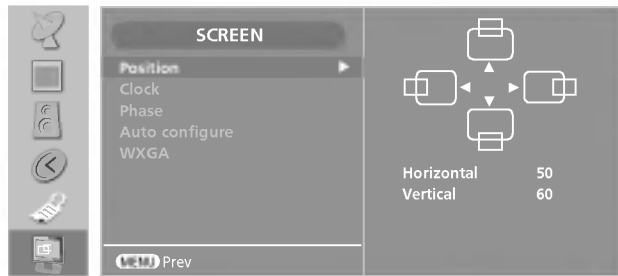 SCREEN
Position
Clock
Phase
Auto configure
WXGA
Horizontal 50
Vertical 60
MENU Prev